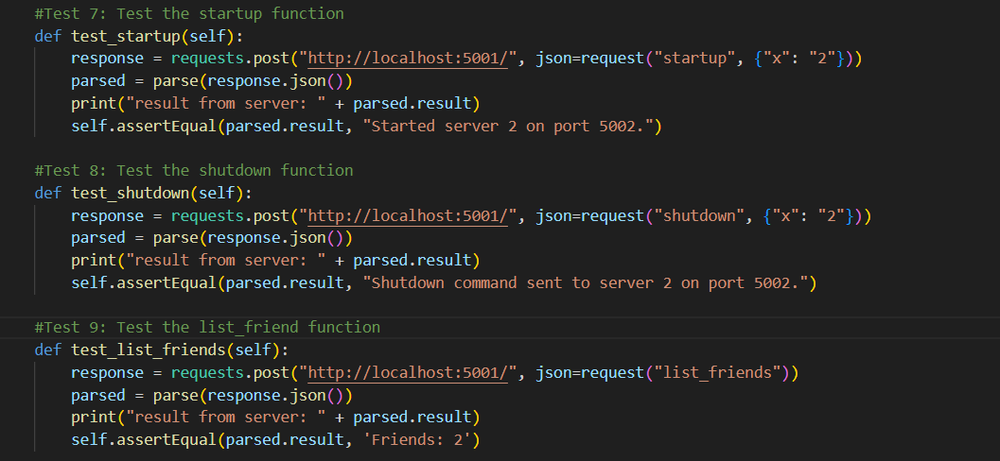 #Test 7: Test the startup function
def test_startup(self):
response = requests.post("http://localhost:5001/", json=request("startup", {"x": "2"}))
parsed = parse(response.json())
print("result from server: " + parsed.result)
self.assertEqual(parsed.result, "Started server 2 on port 5002.")
#Test 8: Test the shutdown function
def test_shutdown(self):
response = requests.post("http://localhost:5001/", json=request("shutdown", {"x": "2"}))
parsed = parse(response.json())
print("result from server: " + parsed.result)
self.assertEqual(parsed.result, "Shutdown command sent to server 2 on port 5002.")
#Test 9: Test the list_friend function
def test_list_friends(self):
response = requests.post("http://localhost:5001/", json=request("list_friends"))
parsed = parse(response.json())
print("result from server: " + parsed.result)
self.assertEqual(parsed.result, 'Friends: 2')